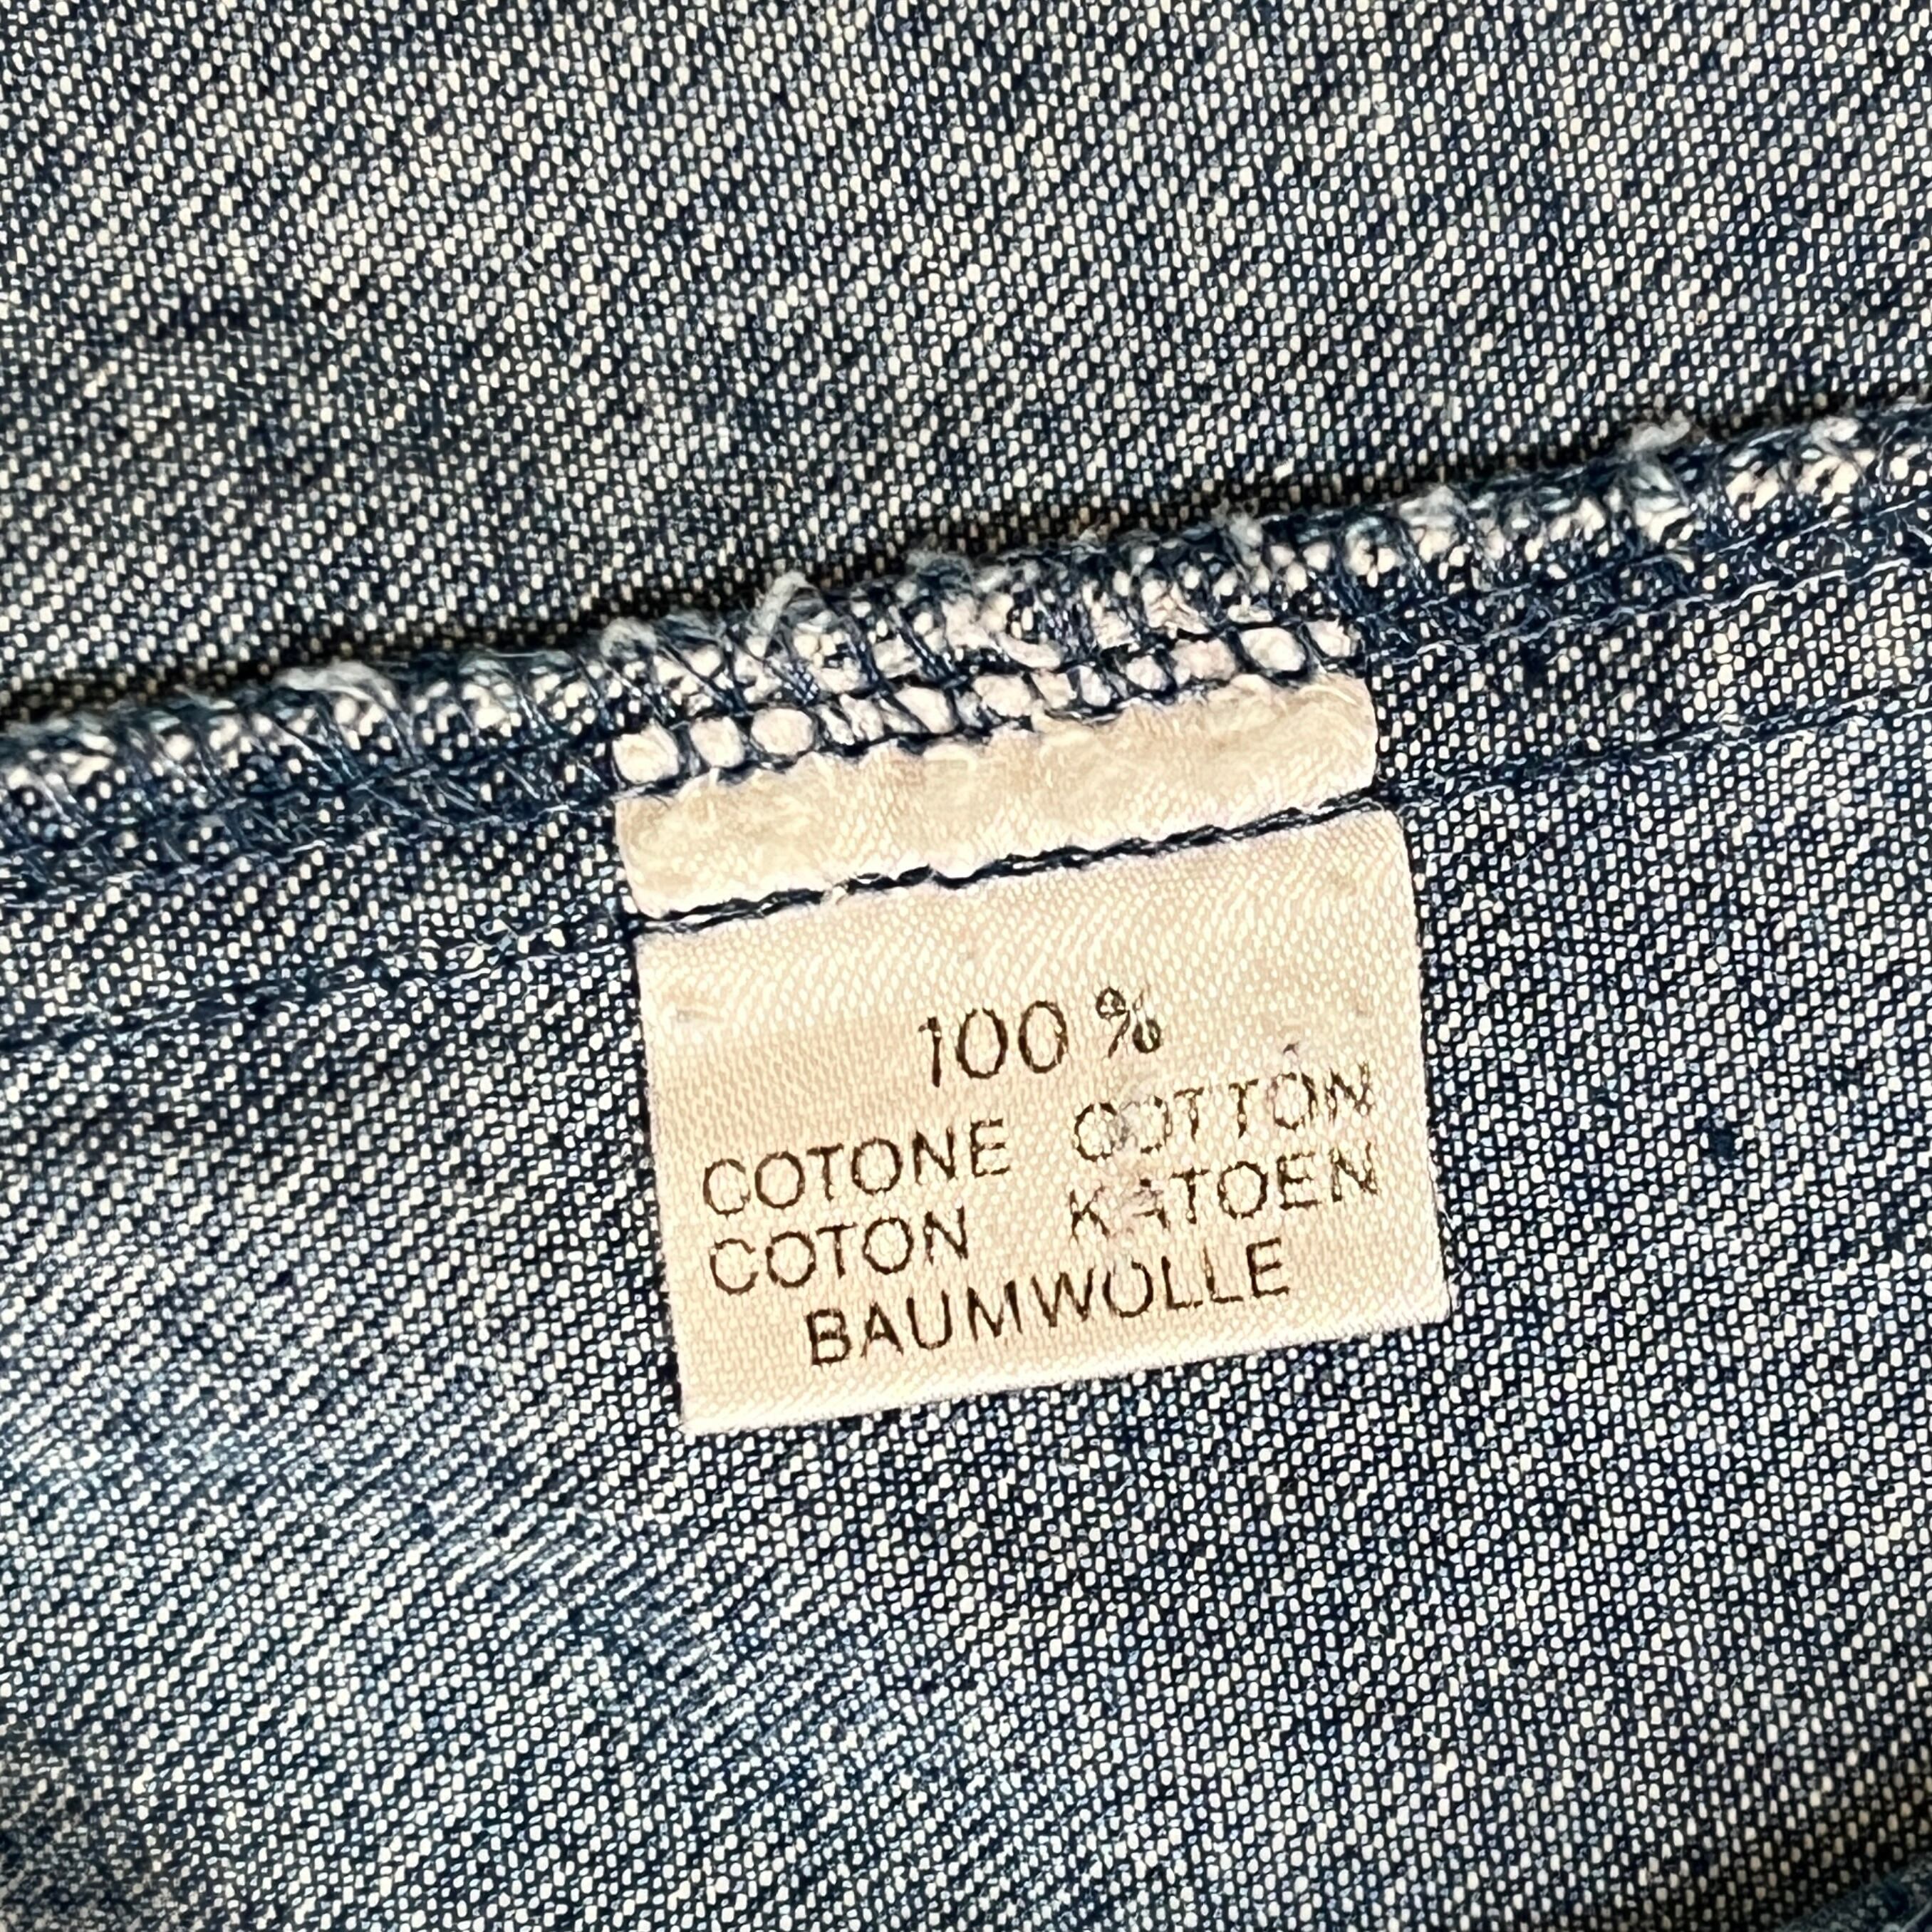 100 %
COTONE COTTON
COTON KATOEN
BAUMWOLLE